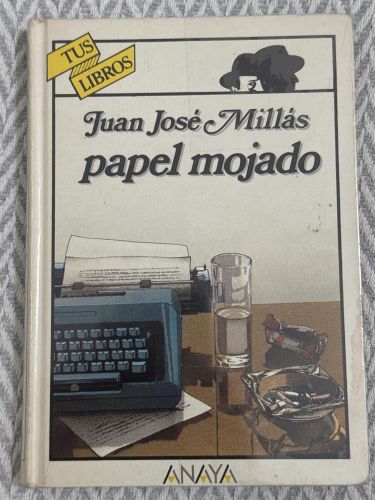 TUS
LIBROS
Juan José Millás
papel mojado
ANAYA